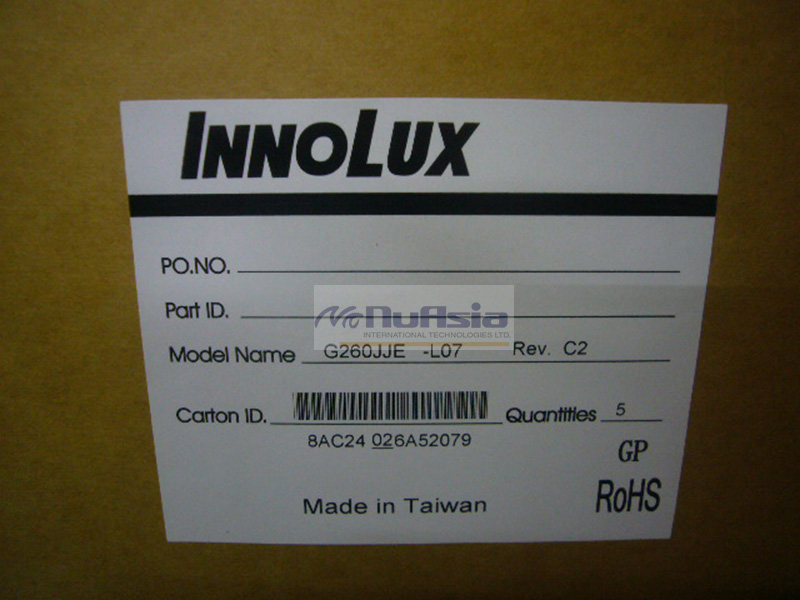 INNOLUX
PO.NO.
Part ID.
NuAsia
INTERNATIONAL TECHNOLOGIES LTD.
Model Name G260JJE -L07 Rev. C2
Carton ID. Quantities 5
8AC24 026A52079
GP
RoHS
Made in Taiwan